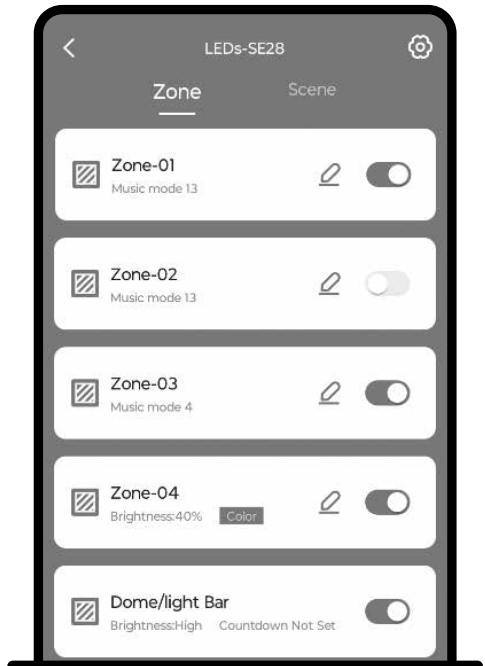 LEDs-SE28
Zone Scene
Zone-01
Music mode 13
Zone-02
Music mode 13
Zone-03
Music mode 4
Zone-04
Brightness:40% Color
Dome/light Bar
Brightness:High Countdown Not Set